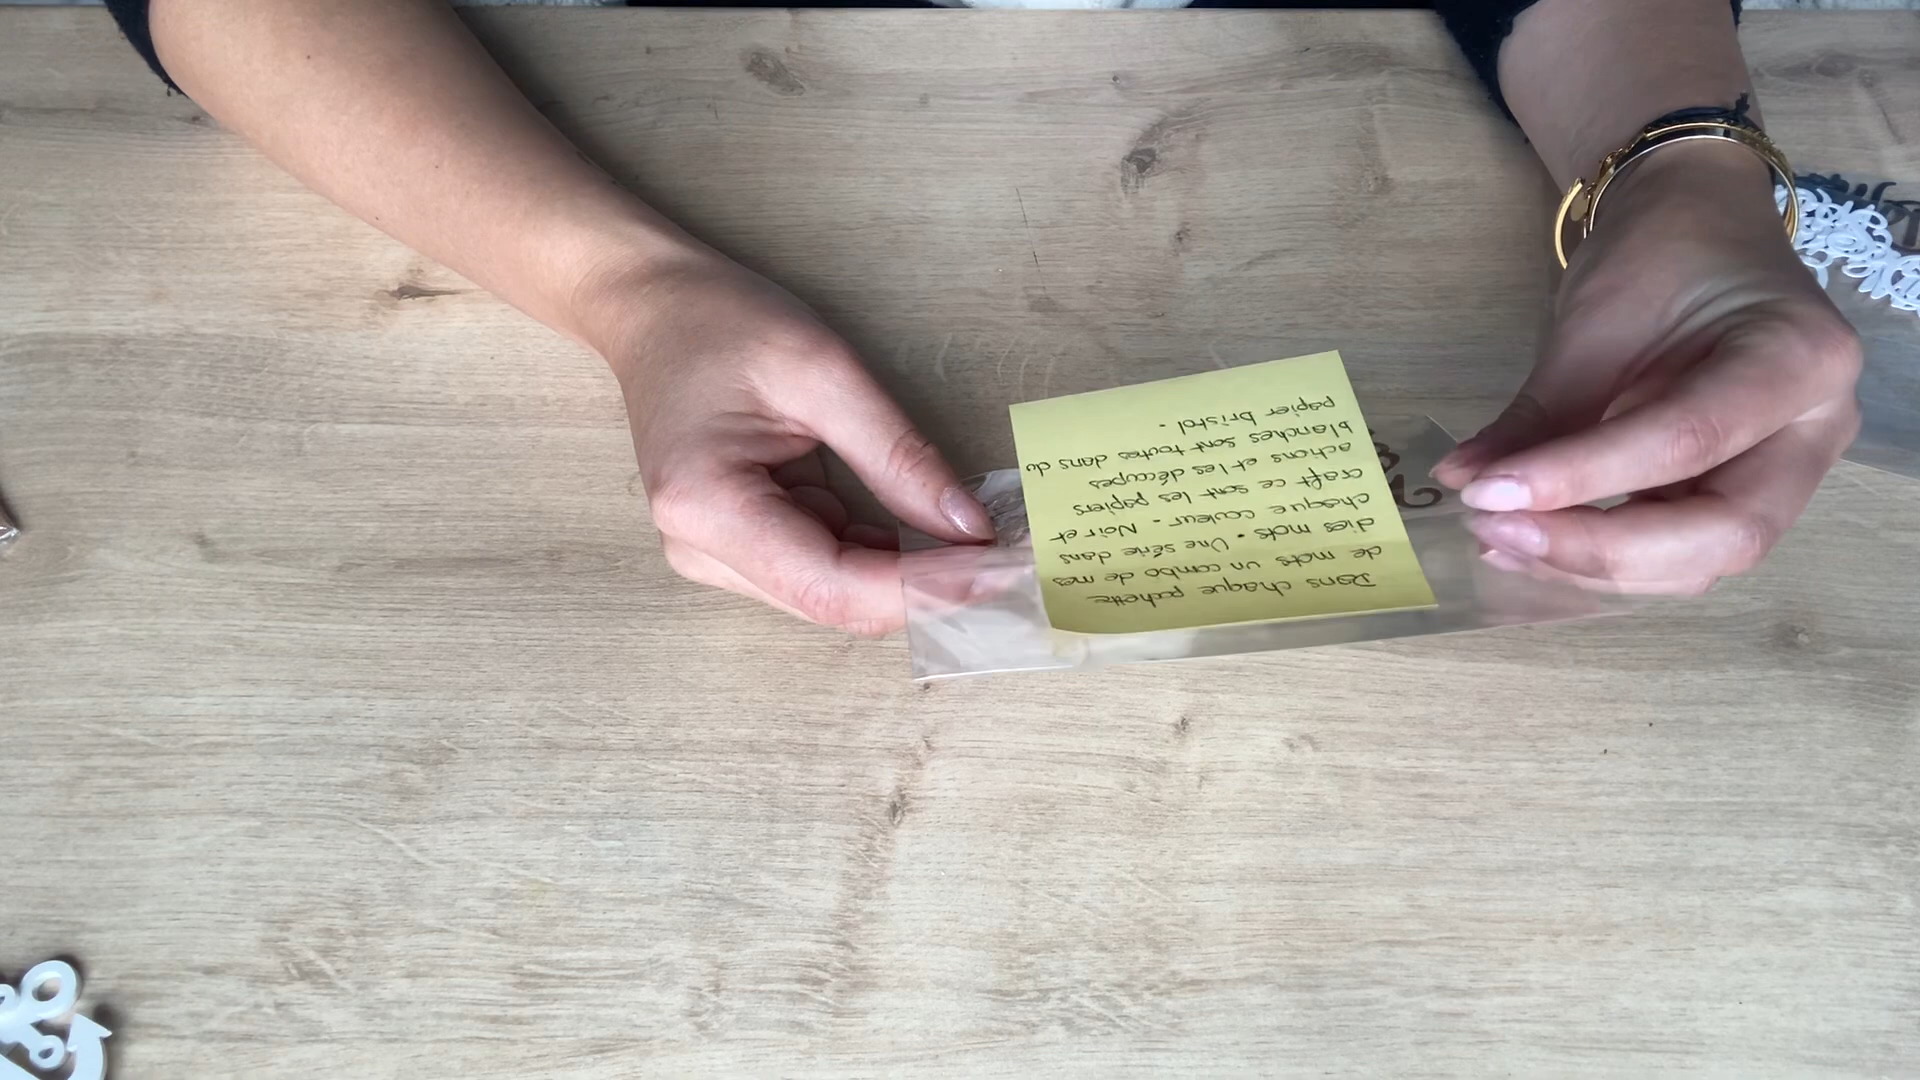 Dans chaque pochette
de mots un combo de mes
dies mots. Une série dans
chaque couleur. Noir et
craft ce sont les papiers
actions et les découpes
blanches sont toutes dans du
papier bristol.